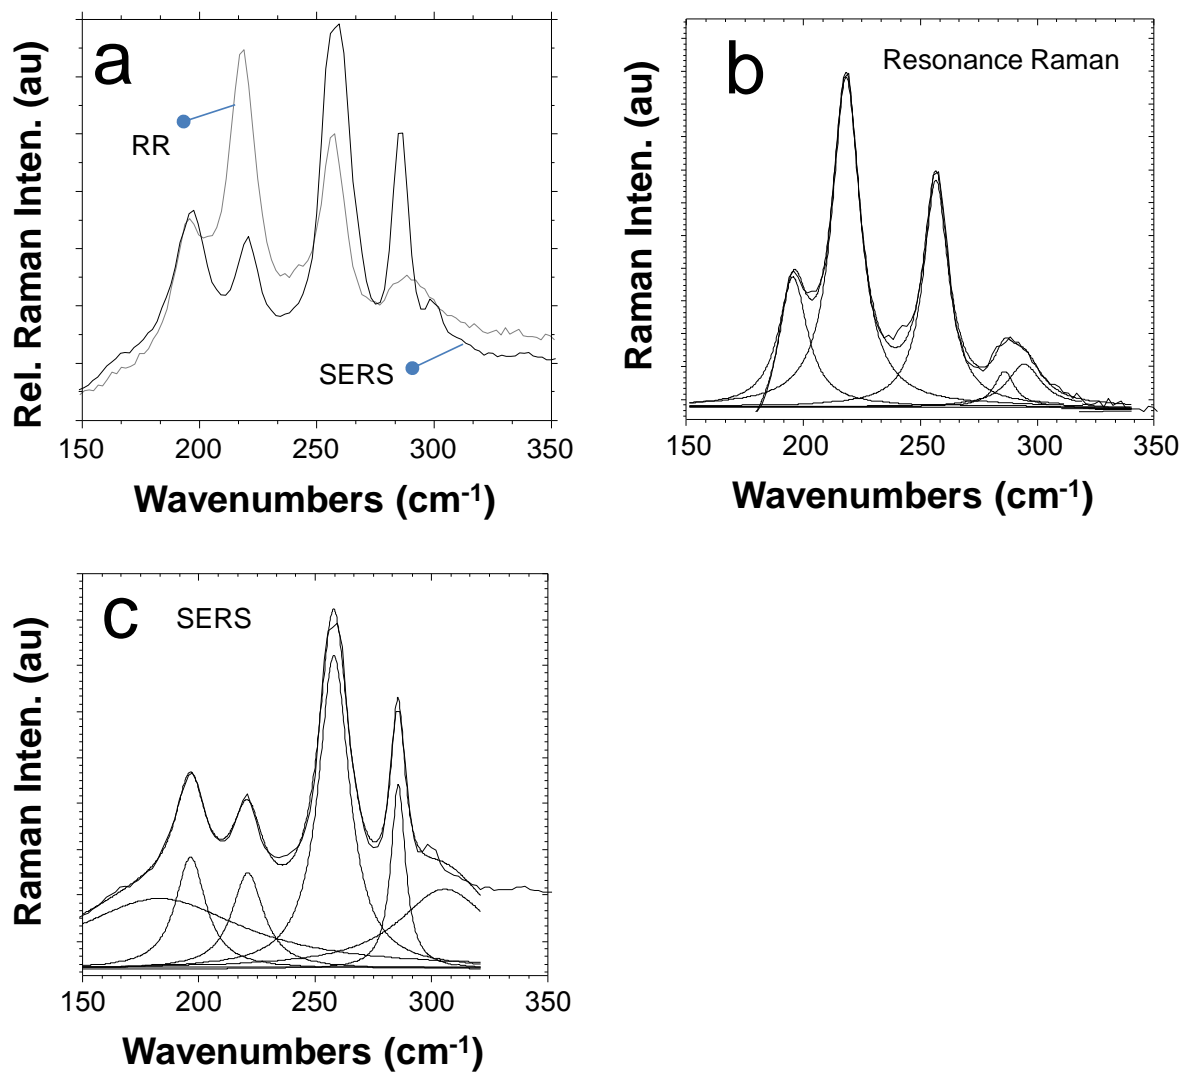 a
RR
SERS
Rel. Raman Inten. (au)
150 200 250 300 350
Wavenumbers (cm-1)
b
Resonance Raman
Raman Inten. (au)
150 200 250 300 350
Wavenumbers (cm-1)
c
SERS
Raman Inten. (au)
150 200 250 300 350
Wavenumbers (cm-1)